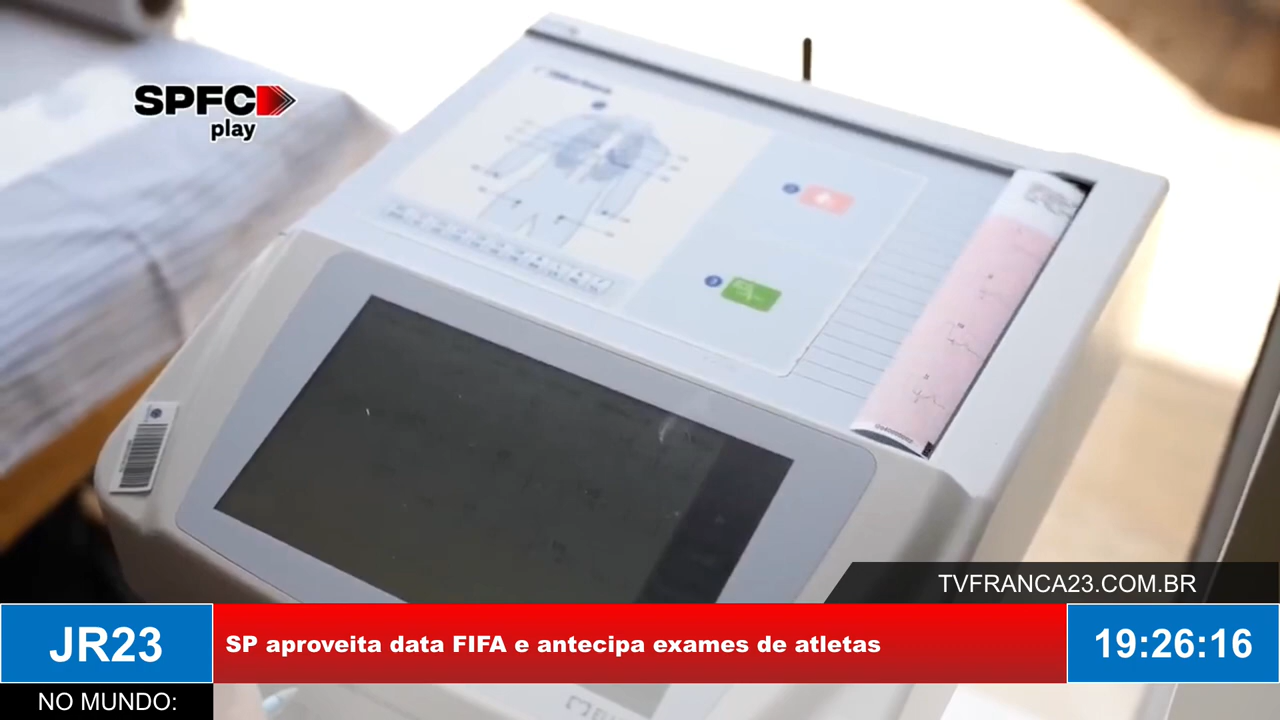 SPFC
play
TVFRANCA23.COM.BR
JR23
SP aproveita data FIFA e antecipa exames de atletas
19:26:16
NO MUNDO: